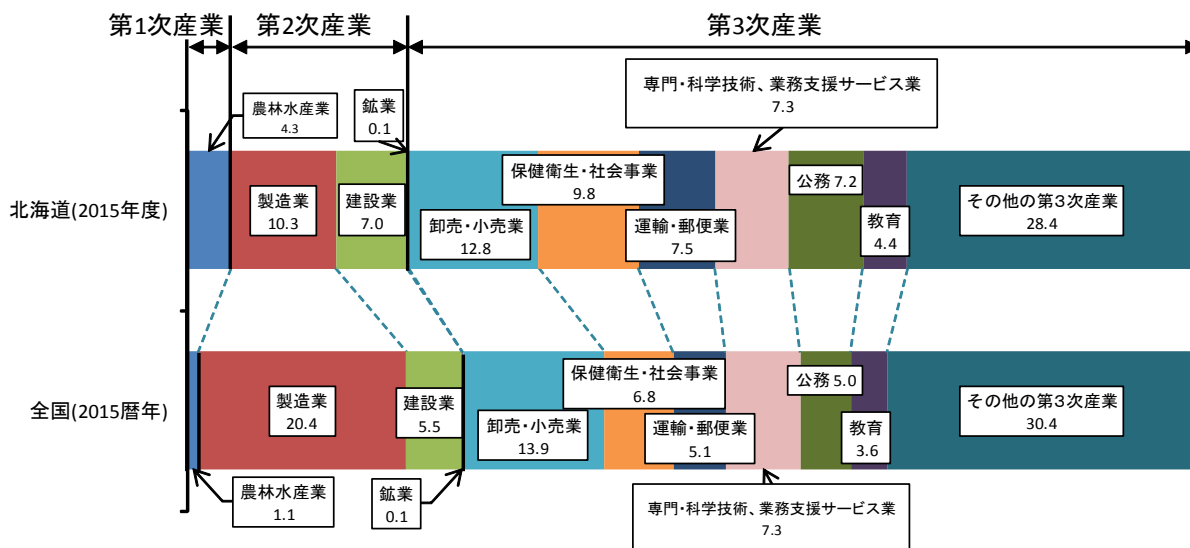 第1次産業
第2次産業
第3次産業
農林水産業
4.3
鉱業
0.1
専門・科学技術、業務支援サービス業
7.3
北海道(2015年度)
製造業
10.3
建設業
7.0
卸売・小売業
12.8
保健衛生・社会事業
9.8
運輸・郵便業
7.5
公務7.2
教育
4.4
その他の第3次産業
28.4
全国(2015暦年)
製造業
20.4
建設業
5.5
卸売・小売業
13.9
保健衛生・社会事業
6.8
運輸・郵便業
5.1
公務5.0
教育
3.6
その他の第3次産業
30.4
農林水産業
1.1
鉱業
0.1
専門・科学技術、業務支援サービス業
7.3